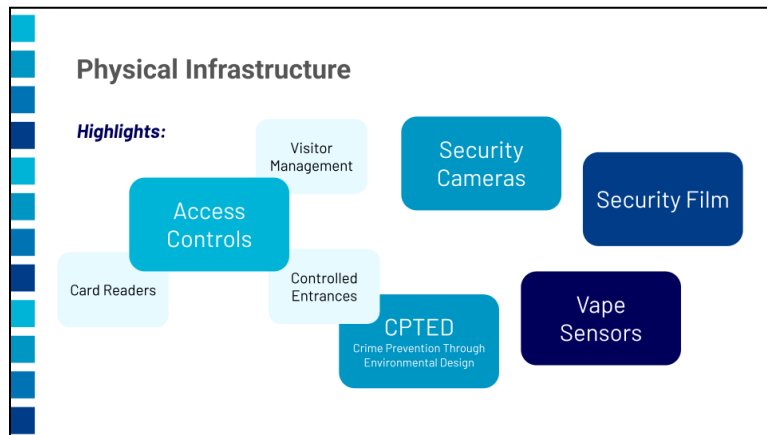 Physical Infrastructure
Highlights:
Visitor
Management
Security
Cameras
Security Film
Access
Controls
Card Readers
Controlled
Entrances
CPTED
Crime Prevention Through
Environmental Design
Vape
Sensors